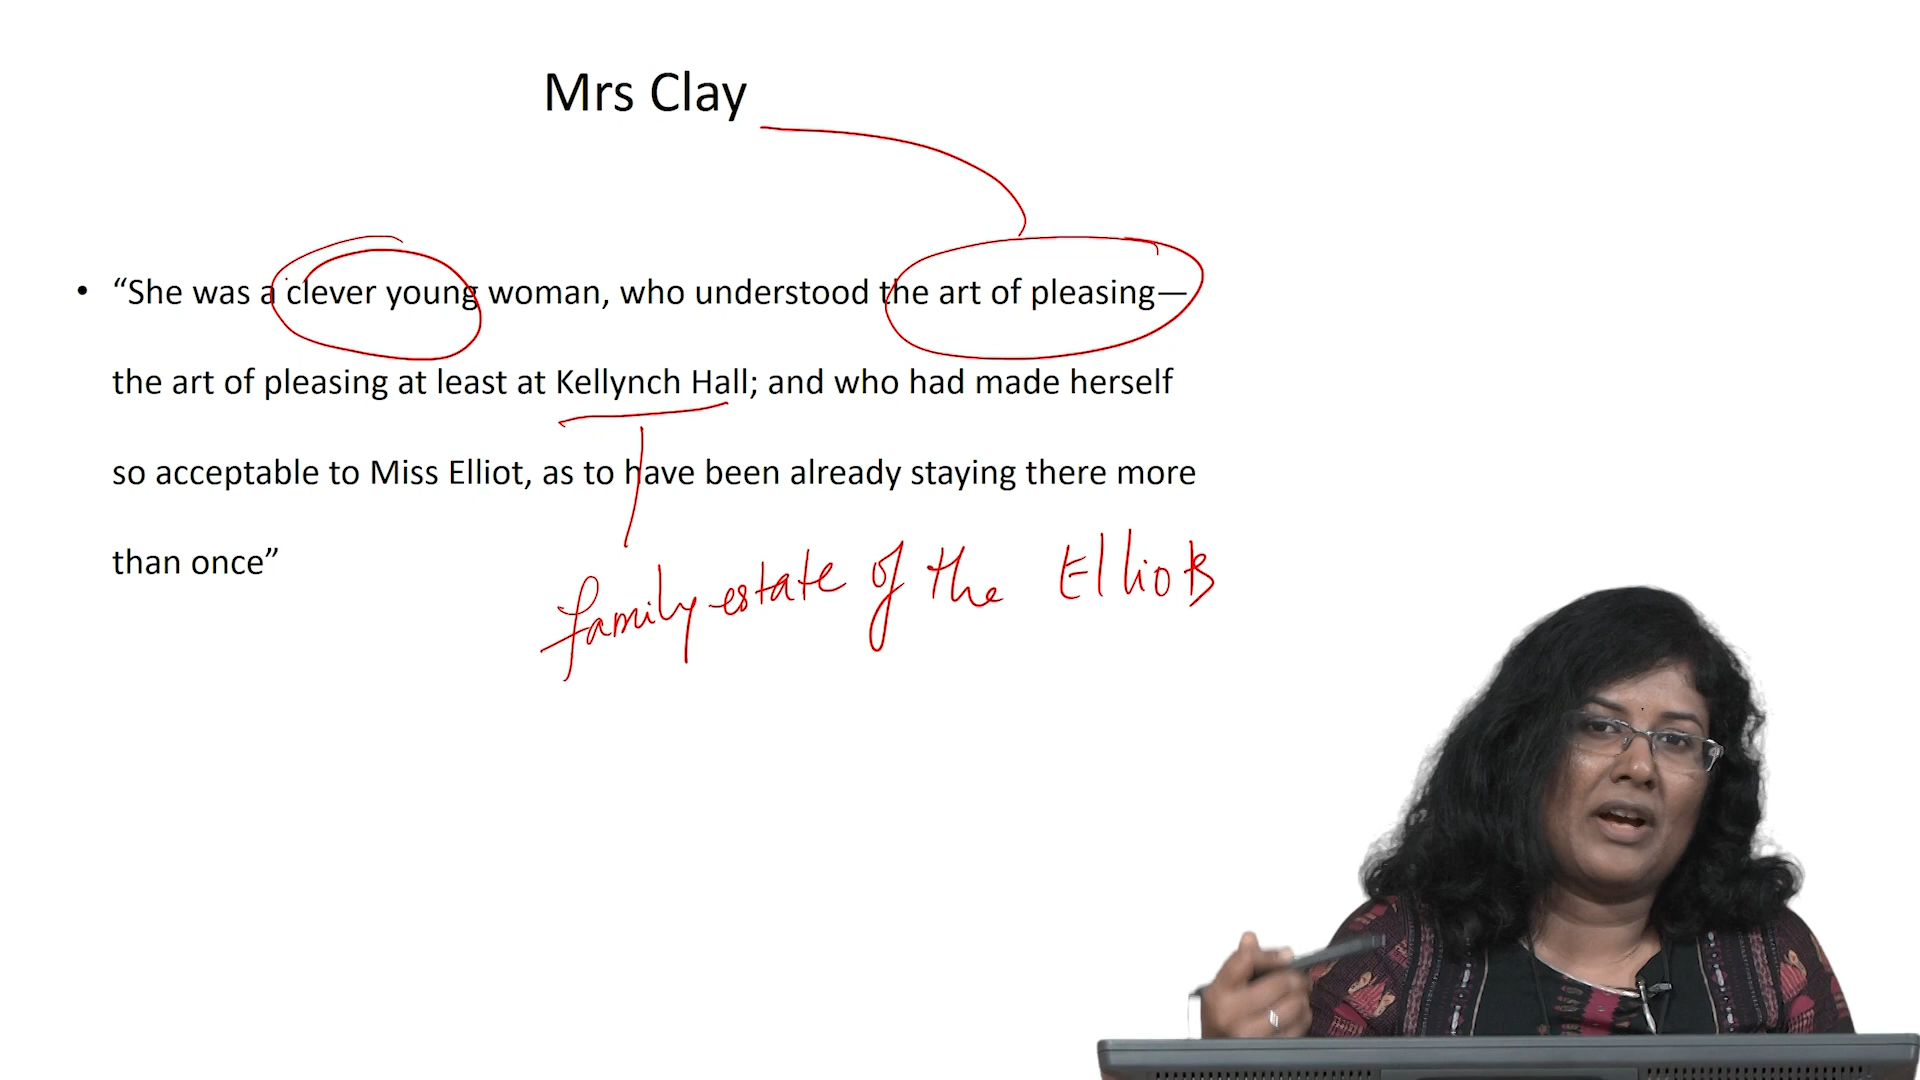 Mrs Clay
• “She was a clever young woman, who understood the art of pleasing—
the art of pleasing at least at Kellynch Hall; and who had made herself
so acceptable to Miss Elliot, as to have been already staying there more
than once”
family estate of the Elliots